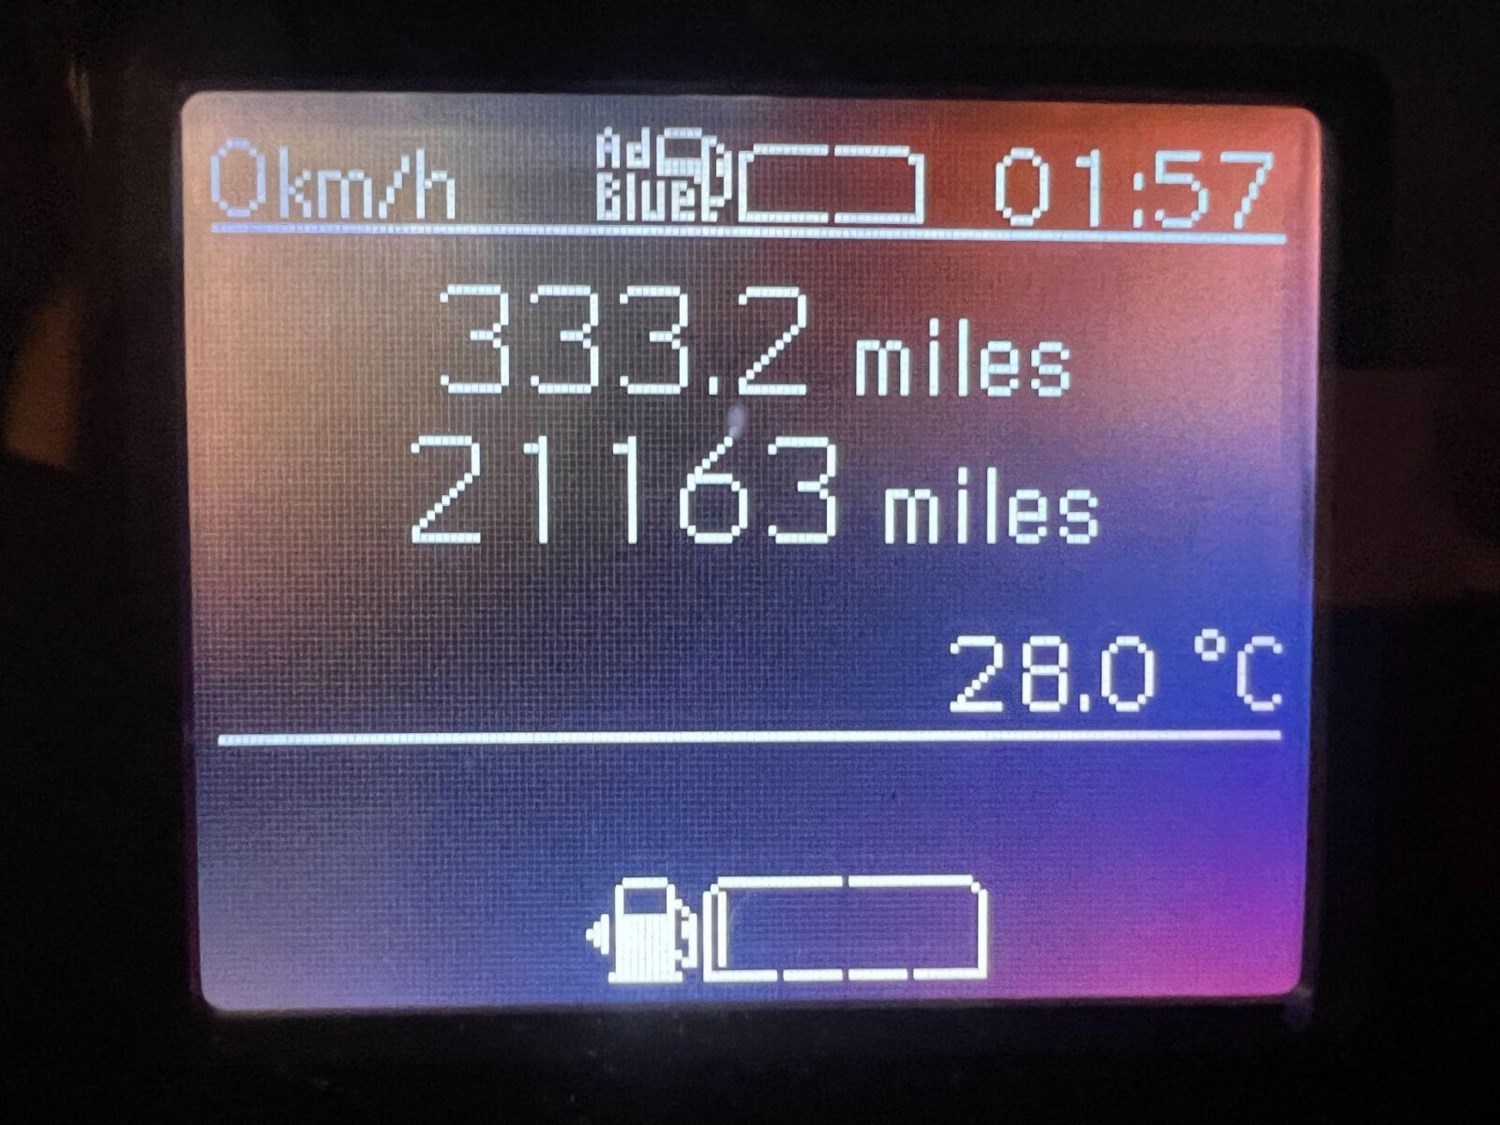 0km/h Ad Blue 01:57
333.2 miles
21163 miles
28.0 °C